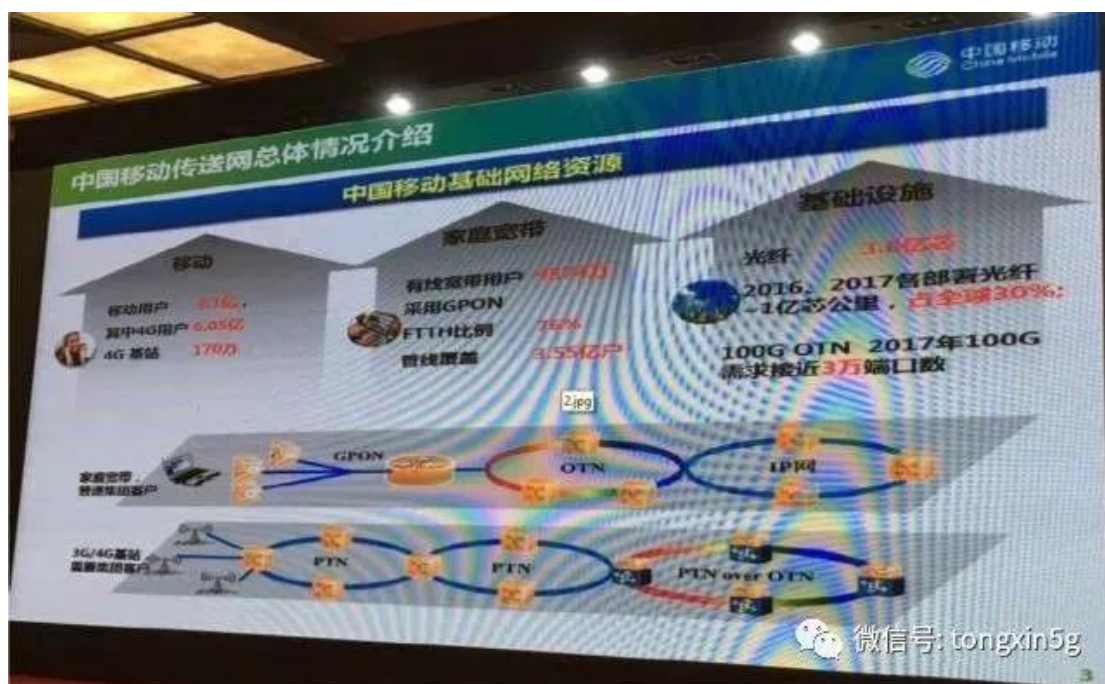 中国移动
China Mobile
中国移动传送网总体情况介绍
中国移动基础网络资源
移动
移动用户
其中4G用户 6.05亿
4G 基站 170万
家庭宽带
有线宽带用户
采用GPON
FTTH比例 76%
管线覆盖 3.55亿户
基础设施
光纤
2016、2017各部署光纤
~1亿芯公里，占全球30%;
100G OTN 2017年100G
需求接近3万端口数
2.jpg
家庭宽带，
普通集团客户
GPON
OTN
IP网
3G/4G基站
重要集团客户
PTN
PTN
PTN over OTN
微信号: tongxin5g
3